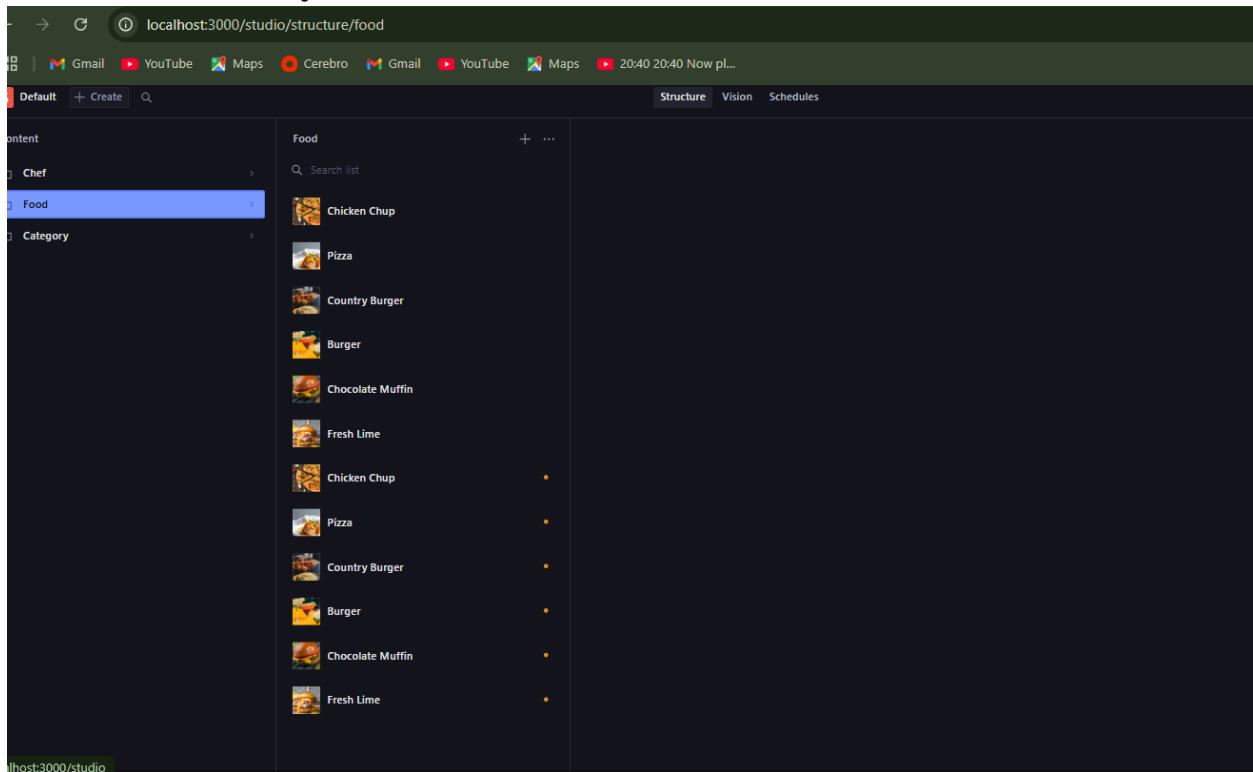 localhost:3000/studio/structure/food
Gmail YouTube Maps Cerebro Gmail YouTube Maps 20:40 20:40 Now pl...
Default + Create Structure Vision Schedules
ontent
Food + ...
Search list
Chef
Food
Category
Chicken Chup
Pizza
Country Burger
Burger
Chocolate Muffin
Fresh Lime
Chicken Chup
Pizza
Country Burger
Burger
Chocolate Muffin
Fresh Lime
lhost:3000/studio